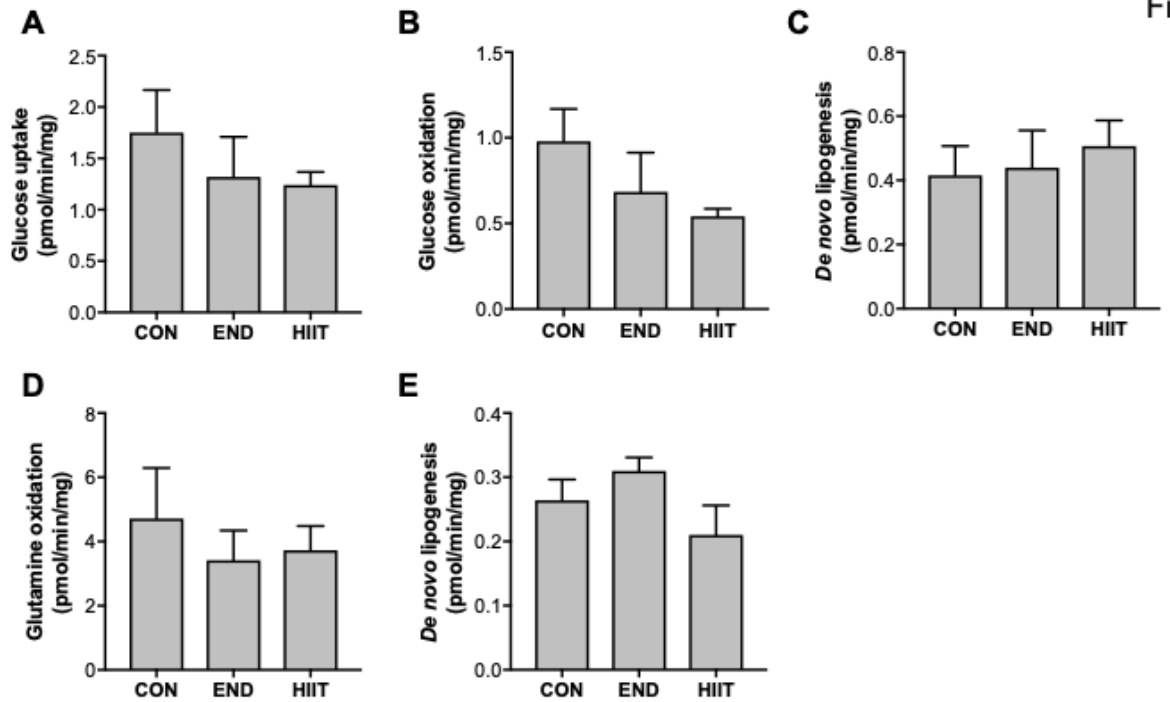 Fi
A
Glucose uptake
(pmol/min/mg)
2.5
2.0
1.5
1.0
0.5
0.0
CON END HIIT
B
Glucose oxidation
(pmol/min/mg)
1.5
1.0
0.5
0.0
CON END HIIT
C
De novo lipogenesis
(pmol/min/mg)
0.8
0.6
0.4
0.2
0.0
CON END HIIT
D
Glutamine oxidation
(pmol/min/mg)
8
6
4
2
0
CON END HIIT
E
De novo lipogenesis
(pmol/min/mg)
0.4
0.3
0.2
0.1
0.0
CON END HIIT